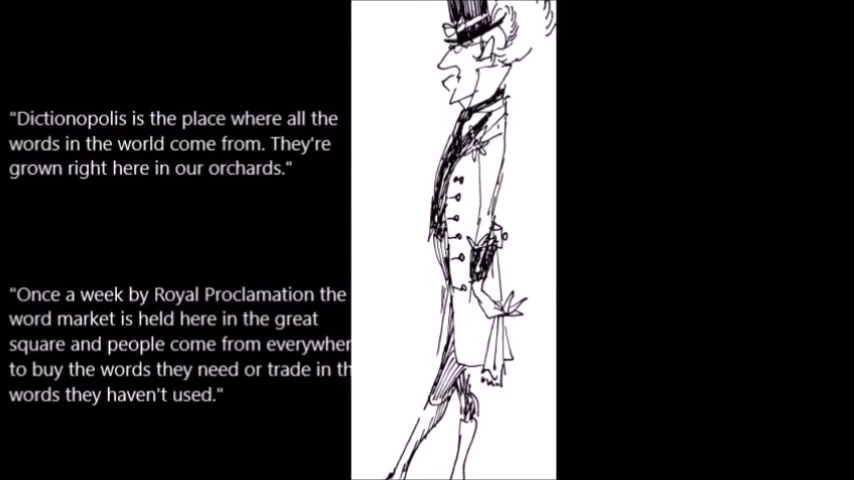 "Dictionopolis is the place where all the
words in the world come from. They're
grown right here in our orchards."
"Once a week by Royal Proclamation the
word market is held here in the great
square and people come from everywher
to buy the words they need or trade in th
words they haven't used."